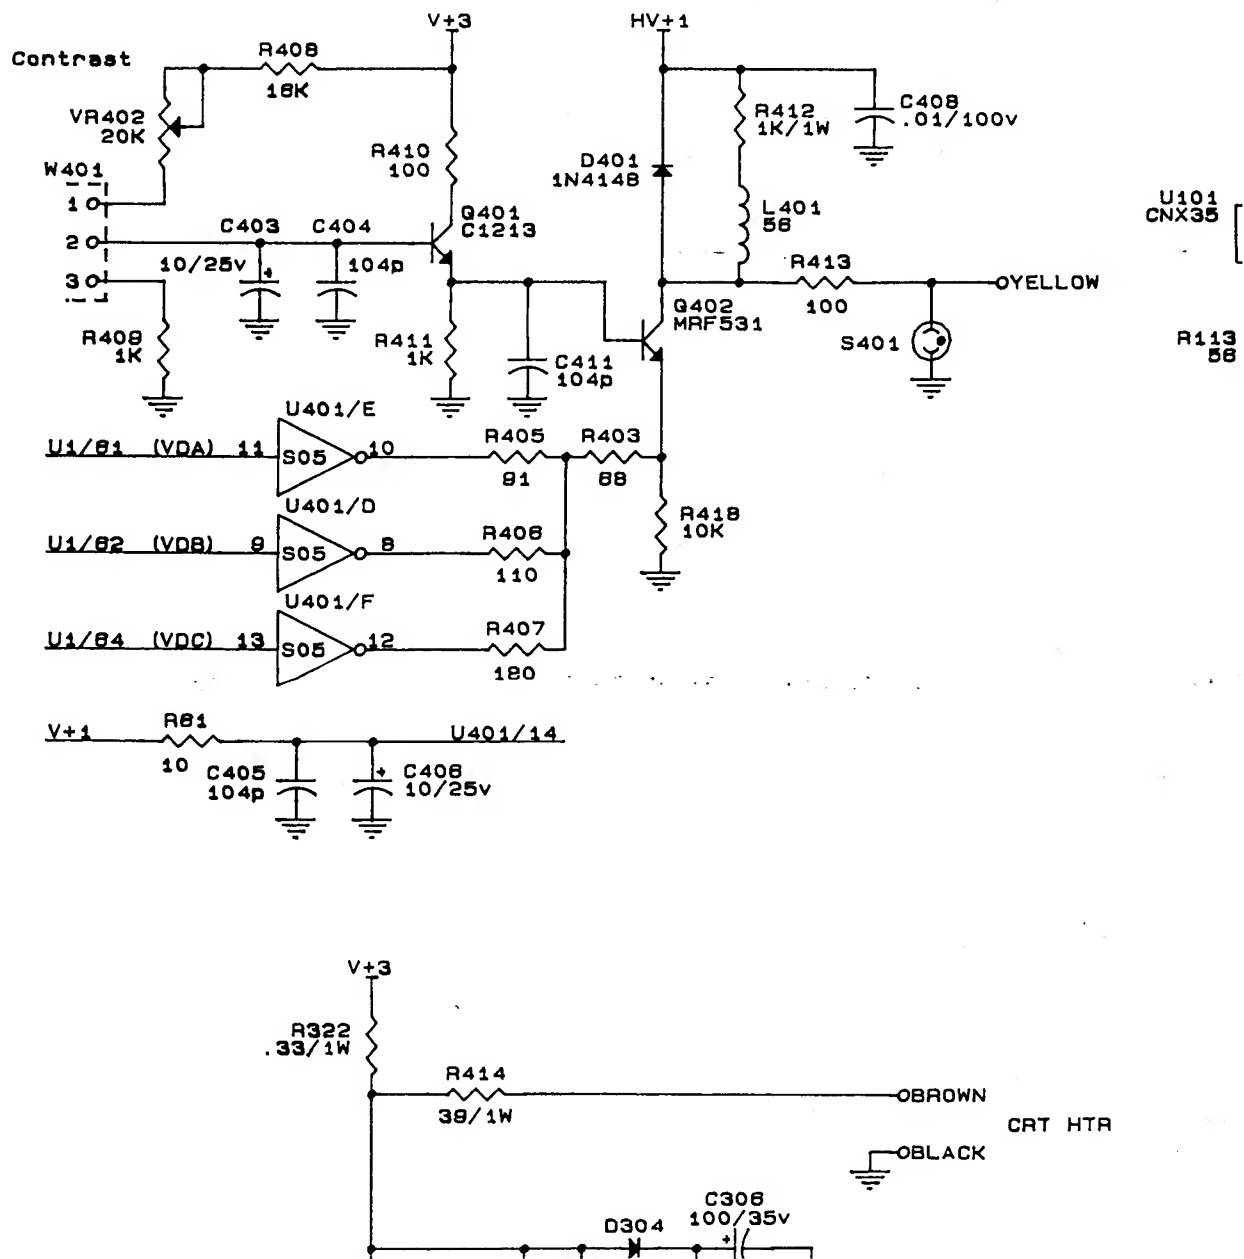 V+3
HV+1
Contrast
R408
16K
VR402
20K
W401
1
2
3
R410
100
Q401
C1213
C403
10/25v
+
C404
104p
R409
1K
R411
1K
C411
104p
D401
1N4148
R412
1K/1W
C408
.01/100v
L401
56
R413
100
YELLOW
Q402
MRF531
S401
U101
CNX35
R113
56
U401/E
U1/61 (VDA) 11 S05 10
R405
91
R403
68
U401/D
U1/62 (VDB) 9 S05 8
R406
110
R418
10K
U401/F
U1/64 (VDC) 13 S05 12
R407
180
V+1
R61
10
U401/14
C405
104p
+
C406
10/25v
V+3
R322
.33/1W
R414
39/1W
BROWN
CRT HTR
BLACK
D304
C306
100/35v
+